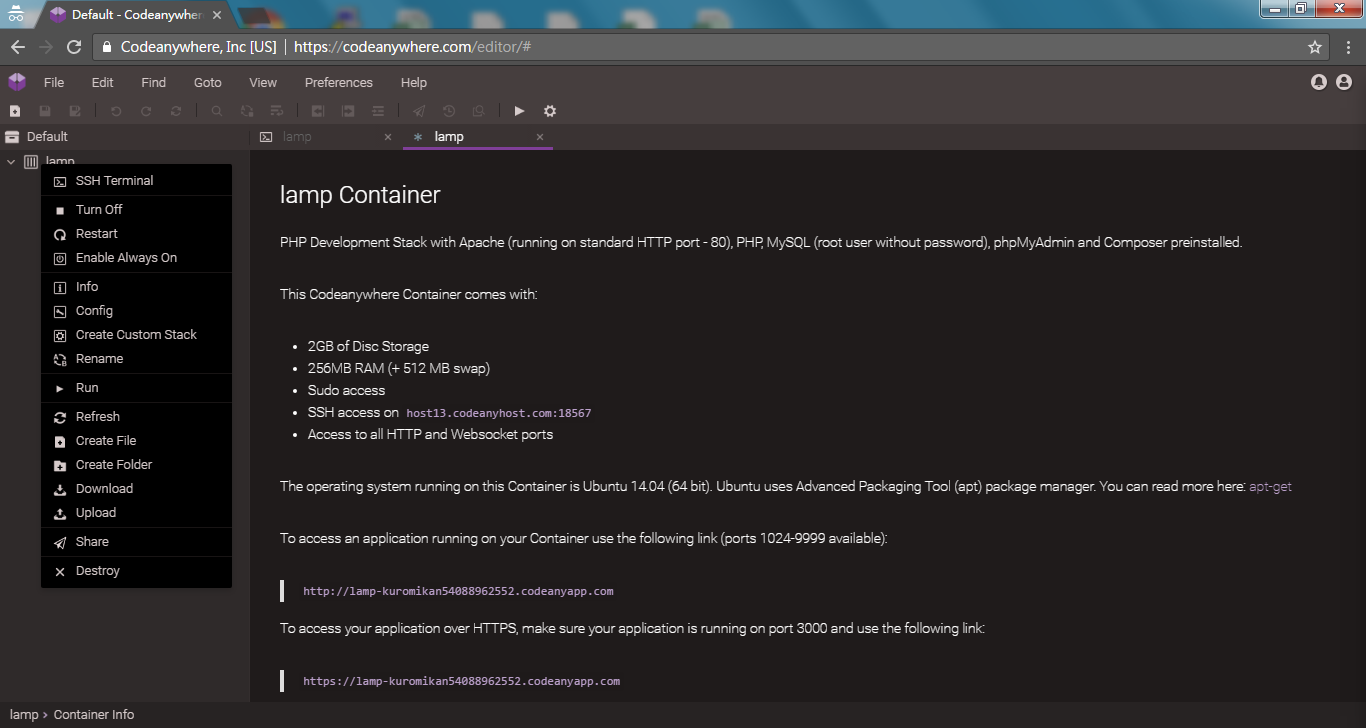 Default - Codeanywher
Codeanywhere, Inc [US] | https://codeanywhere.com/editor/#
File Edit Find Goto View Preferences Help
Default
lamp
lamp
lamp
SSH Terminal
Turn Off
Restart
Enable Always On
Info
Config
Create Custom Stack
Rename
Run
Refresh
Create File
Create Folder
Download
Upload
Share
Destroy
lamp Container
PHP Development Stack with Apache (running on standard HTTP port - 80), PHP, MySQL (root user without password), phpMyAdmin and Composer preinstalled.
This Codeanywhere Container comes with:
• 2GB of Disc Storage
• 256MB RAM (+ 512 MB swap)
• Sudo access
• SSH access on host13.codeanyhost.com:18567
• Access to all HTTP and Websocket ports
The operating system running on this Container is Ubuntu 14.04 (64 bit). Ubuntu uses Advanced Packaging Tool (apt) package manager. You can read more here: apt-get
To access an application running on your Container use the following link (ports 1024-9999 available):
http://lamp-kuromikan54088962552.codeanyapp.com
To access your application over HTTPS, make sure your application is running on port 3000 and use the following link:
https://lamp-kuromikan54088962552.codeanyapp.com
lamp > Container Info